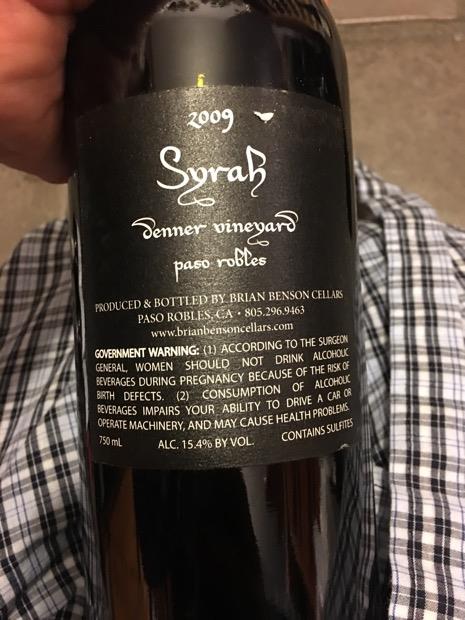 2009
Syrah
denner vineyard
paso robles
PRODUCED & BOTTLED BY BRIAN BENSON CELLARS
PASO ROBLES, CA • 805.296.9463
www.brianbensoncellars.com
GOVERNMENT WARNING: (1) ACCORDING TO THE SURGEON
GENERAL, WOMEN SHOULD NOT DRINK ALCOHOLIC
BEVERAGES DURING PREGNANCY BECAUSE OF THE RISK OF
BIRTH DEFECTS. (2) CONSUMPTION OF ALCOHOLIC
BEVERAGES IMPAIRS YOUR ABILITY TO DRIVE A CAR OR
OPERATE MACHINERY, AND MAY CAUSE HEALTH PROBLEMS.
750 mL ALC. 15.4% BY VOL. CONTAINS SULFITES